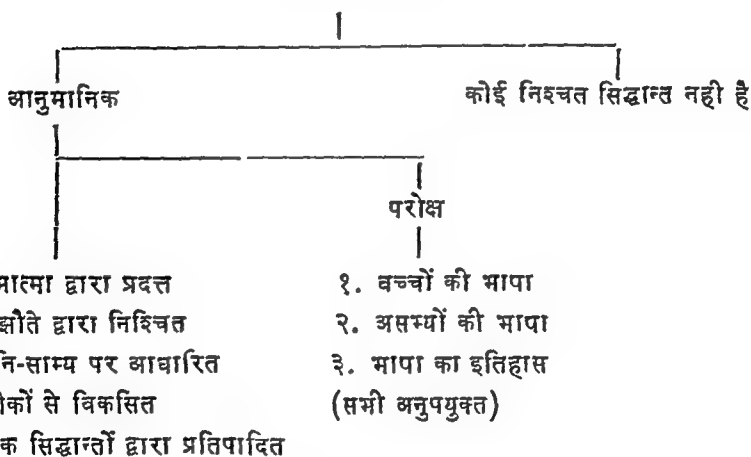 आनुमानिक
कोई निश्चत सिद्धान्त नही है
परोक्ष
मात्मा द्वारा प्रदत्त
झौते द्वारा निश्चित
नि-साम्य पर आधारित
ीकों से विकसित
क सिद्धान्तों द्वारा प्रतिपादित
१. बच्चों की भाषा
२. असभ्यों की भाषा
३. भाषा का इतिहास
(सभी अनुपयुक्त)